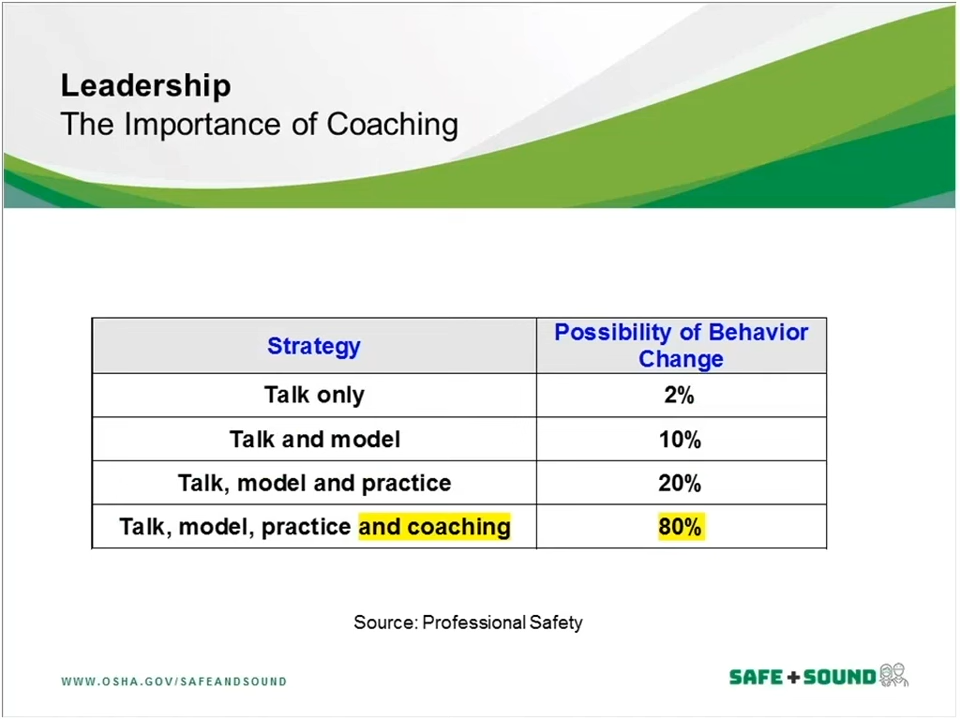 Leadership
The Importance of Coaching
Strategy
Possibility of Behavior
Change
Talk only
2%
Talk and model
10%
Talk, model and practice
20%
Talk, model, practice and coaching
80%
Source: Professional Safety
WWW.OSHA.GOV/SAFEANDSOUND
SAFE + SOUND